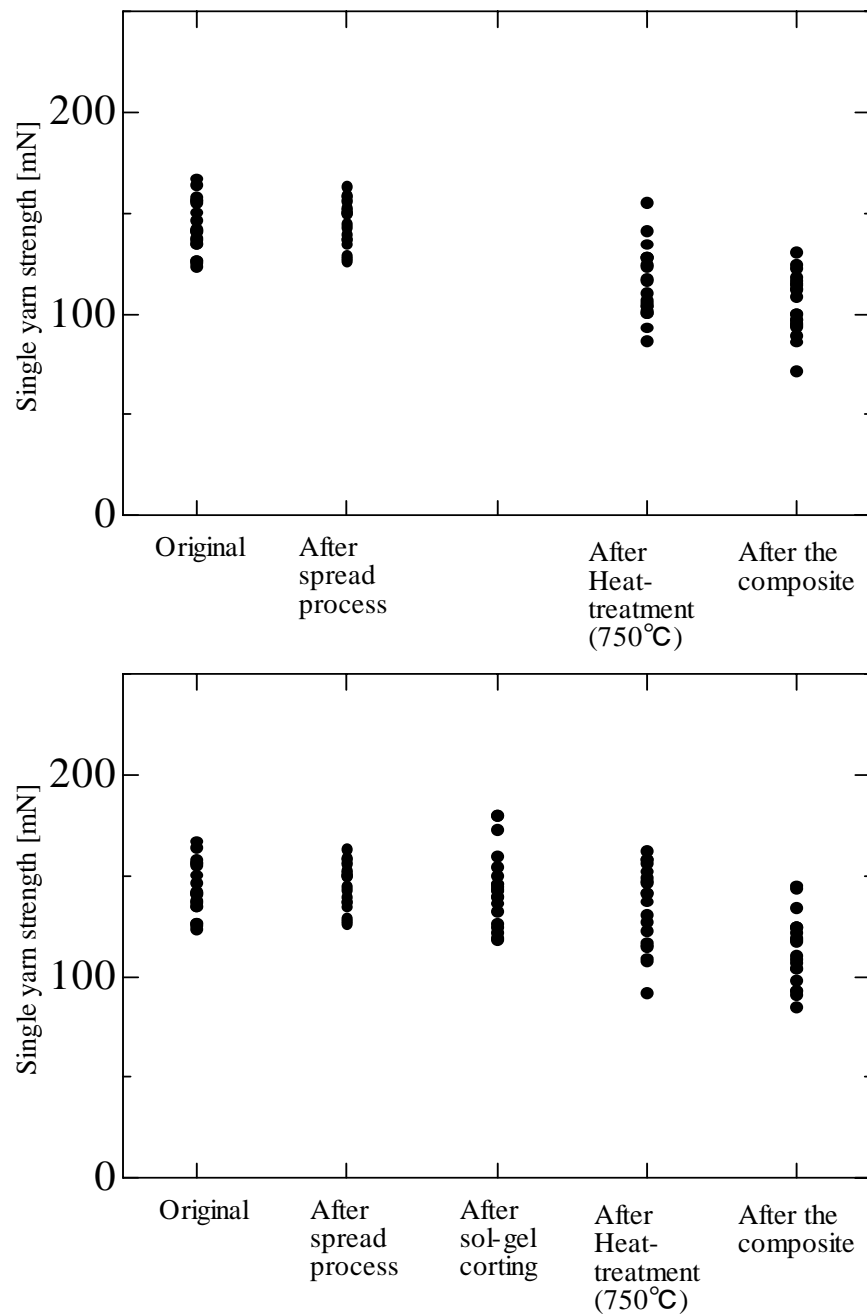 Single yarn strength [mN]
200
100
0
Original
After
spread
process
After
Heat-
treatment
(750℃)
After the
composite
Single yarn strength [mN]
200
100
0
Original
After
spread
process
After
sol-gel
corting
After
Heat-
treatment
(750℃)
After the
composite